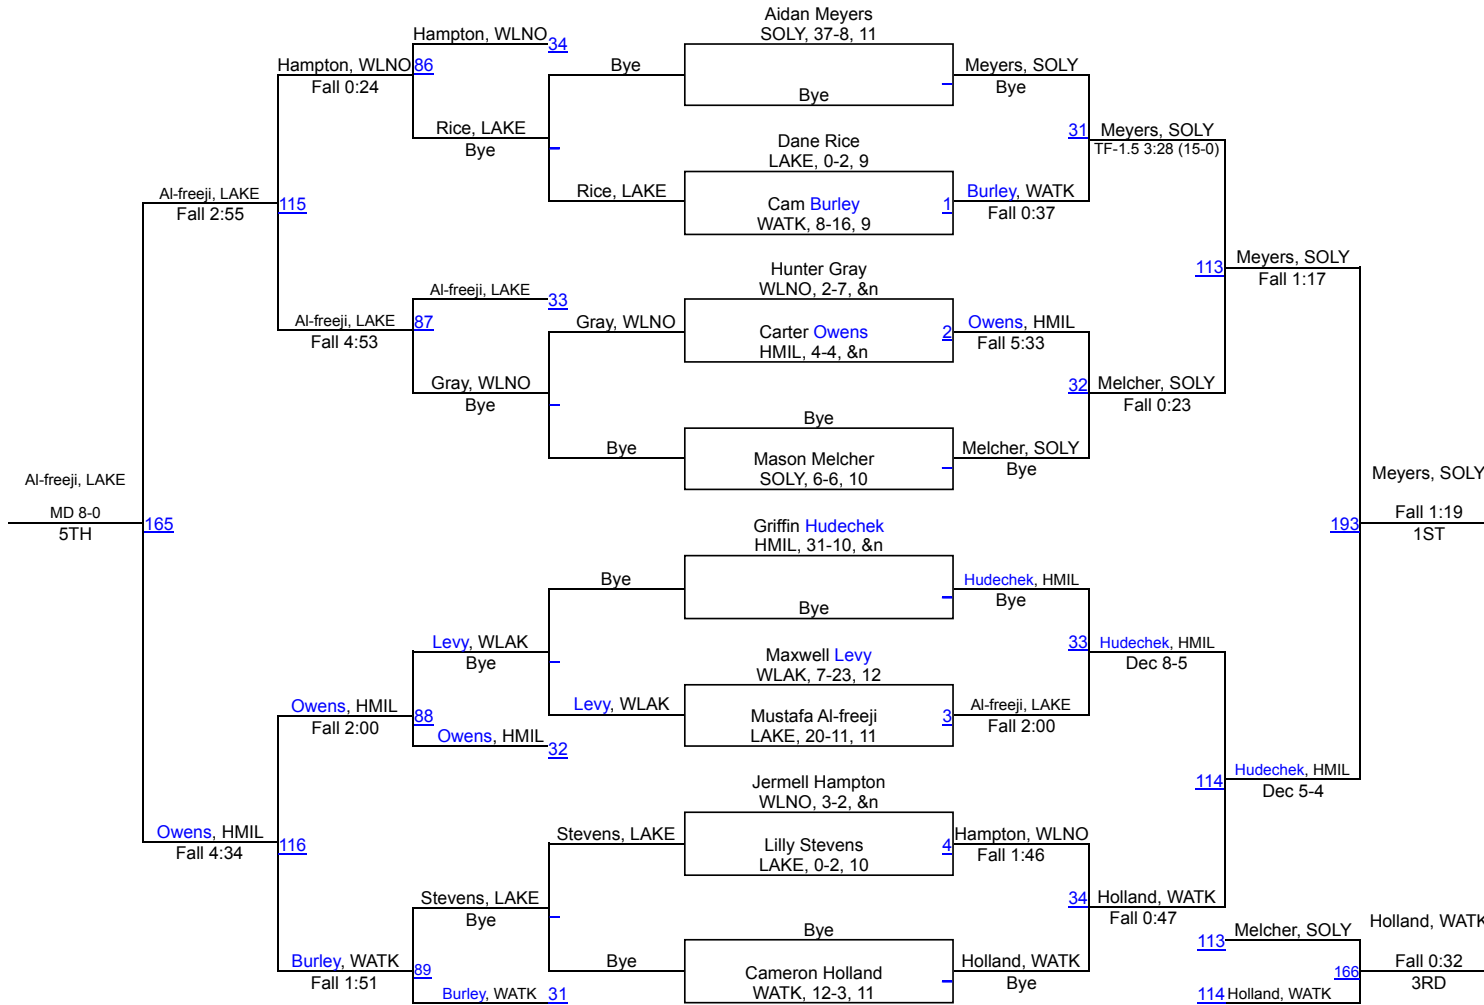 Aidan Meyers
SOLY, 37-8, 11
Hampton, WLNO
34
Hampton, WLNO
86
Bye
Meyers, SOLY
Fall 0:24
Bye
Bye
Rice, LAKE
Bye
Dane Rice
LAKE, 0-2, 9
31
Meyers, SOLY
TF-1.5 3:28 (15-0)
Al-freeji, LAKE
Fall 2:55
115
Rice, LAKE
Cam Burley
WATK, 8-16, 9
1
Burley, WATK
Fall 0:37
Hunter Gray
WLNO, 2-7, &n
113
Meyers, SOLY
Fall 1:17
Al-freeji, LAKE
33
Al-freeji, LAKE
87
Fall 4:53
Gray, WLNO
Carter Owens
HMIL, 4-4, &n
2
Owens, HMIL
Fall 5:33
Gray, WLNO
Bye
32
Melcher, SOLY
Fall 0:23
Bye
Bye
Mason Melcher
SOLY, 6-6, 10
Melcher, SOLY
Bye
Al-freeji, LAKE
MD 8-0
5TH
165
Meyers, SOLY
193
Fall 1:19
1ST
Griffin Hudechek
HMIL, 31-10, &n
Bye
Bye
Hudechek, HMIL
Bye
Levy, WLAK
Bye
Maxwell Levy
WLAK, 7-23, 12
33
Hudechek, HMIL
Dec 8-5
Owens, HMIL
Fall 2:00
88
Levy, WLAK
Mustafa Al-freeji
LAKE, 20-11, 11
3
Al-freeji, LAKE
Fall 2:00
Owens, HMIL
32
Jermell Hampton
WLNO, 3-2, &n
114
Hudechek, HMIL
Dec 5-4
Owens, HMIL
Fall 4:34
116
Stevens, LAKE
Lilly Stevens
LAKE, 0-2, 10
4
Hampton, WLNO
Fall 1:46
Stevens, LAKE
Bye
34
Holland, WATK
Fall 0:47
Bye
Burley, WATK
Fall 1:51
89
Bye
Cameron Holland
WATK, 12-3, 11
Holland, WATK
Bye
Burley, WATK
31
113
Melcher, SOLY
Holland, WATK
166
Fall 0:32
3RD
114
Holland, WATK